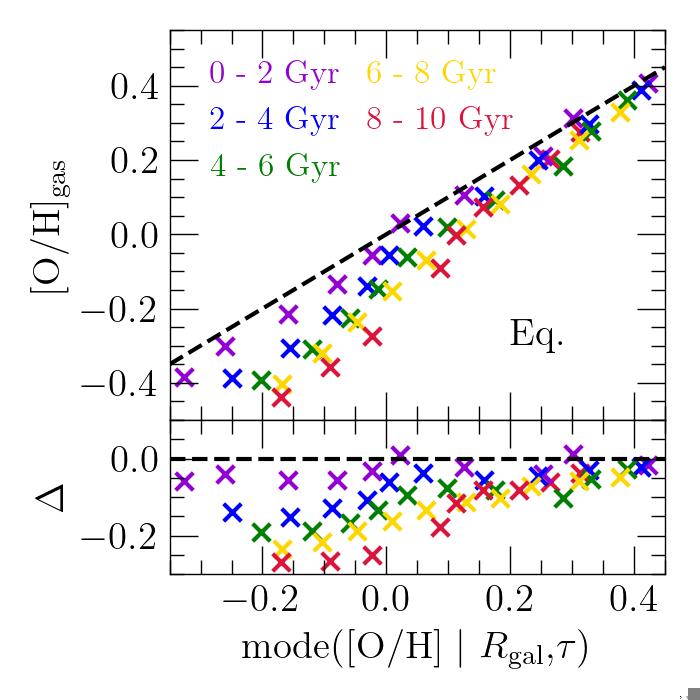 0 - 2 Gyr 6 - 8 Gyr
2 - 4 Gyr 8 - 10 Gyr
4 - 6 Gyr
[O/H]gas
0.4
0.2
0.0
−0.2
−0.4
Eq.
Δ
0.0
−0.2
−0.2 0.0 0.2 0.4
mode([O/H] | Rgal,τ)